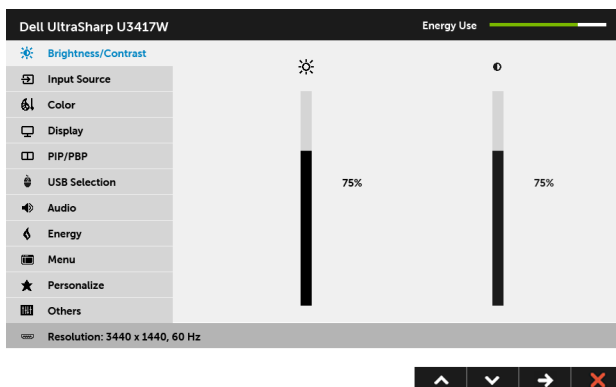 Dell UltraSharp U3417W
Energy Use
Brightness/Contrast
Input Source
Color
Display
PIP/PBP
USB Selection
75%
75%
Audio
Energy
Menu
Personalize
Others
Resolution: 3440 x 1440, 60 Hz